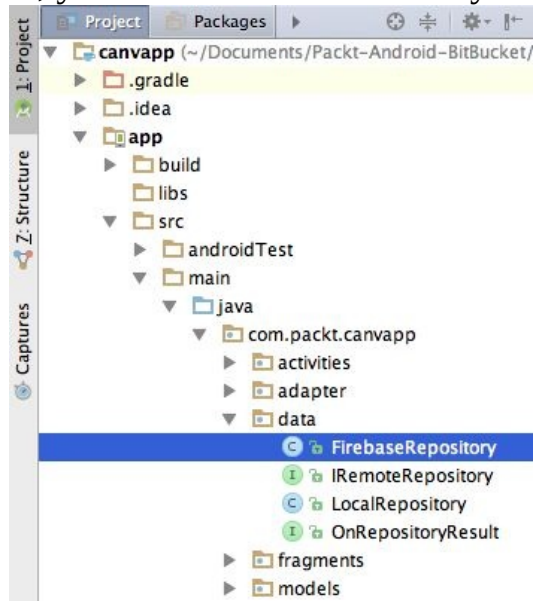 Project Packages
1: Project
Z: Structure
Captures
canvapp (~/Documents/Packt-Android-BitBucket/
.gradle
.idea
app
build
libs
src
androidTest
main
java
com.packt.canvapp
activities
adapter
data
C FirebaseRepository
I IRemoteRepository
C LocalRepository
I OnRepositoryResult
fragments
models